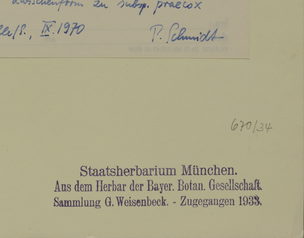 zu subsp. praecox
/S., IX. 1970 P. Schmidt
670/34
Staatsherbarium München.
Aus dem Herbar der Bayer. Botan. Gesellschaft.
Sammlung G. Weisenbeck. - Zugegangen 1933.